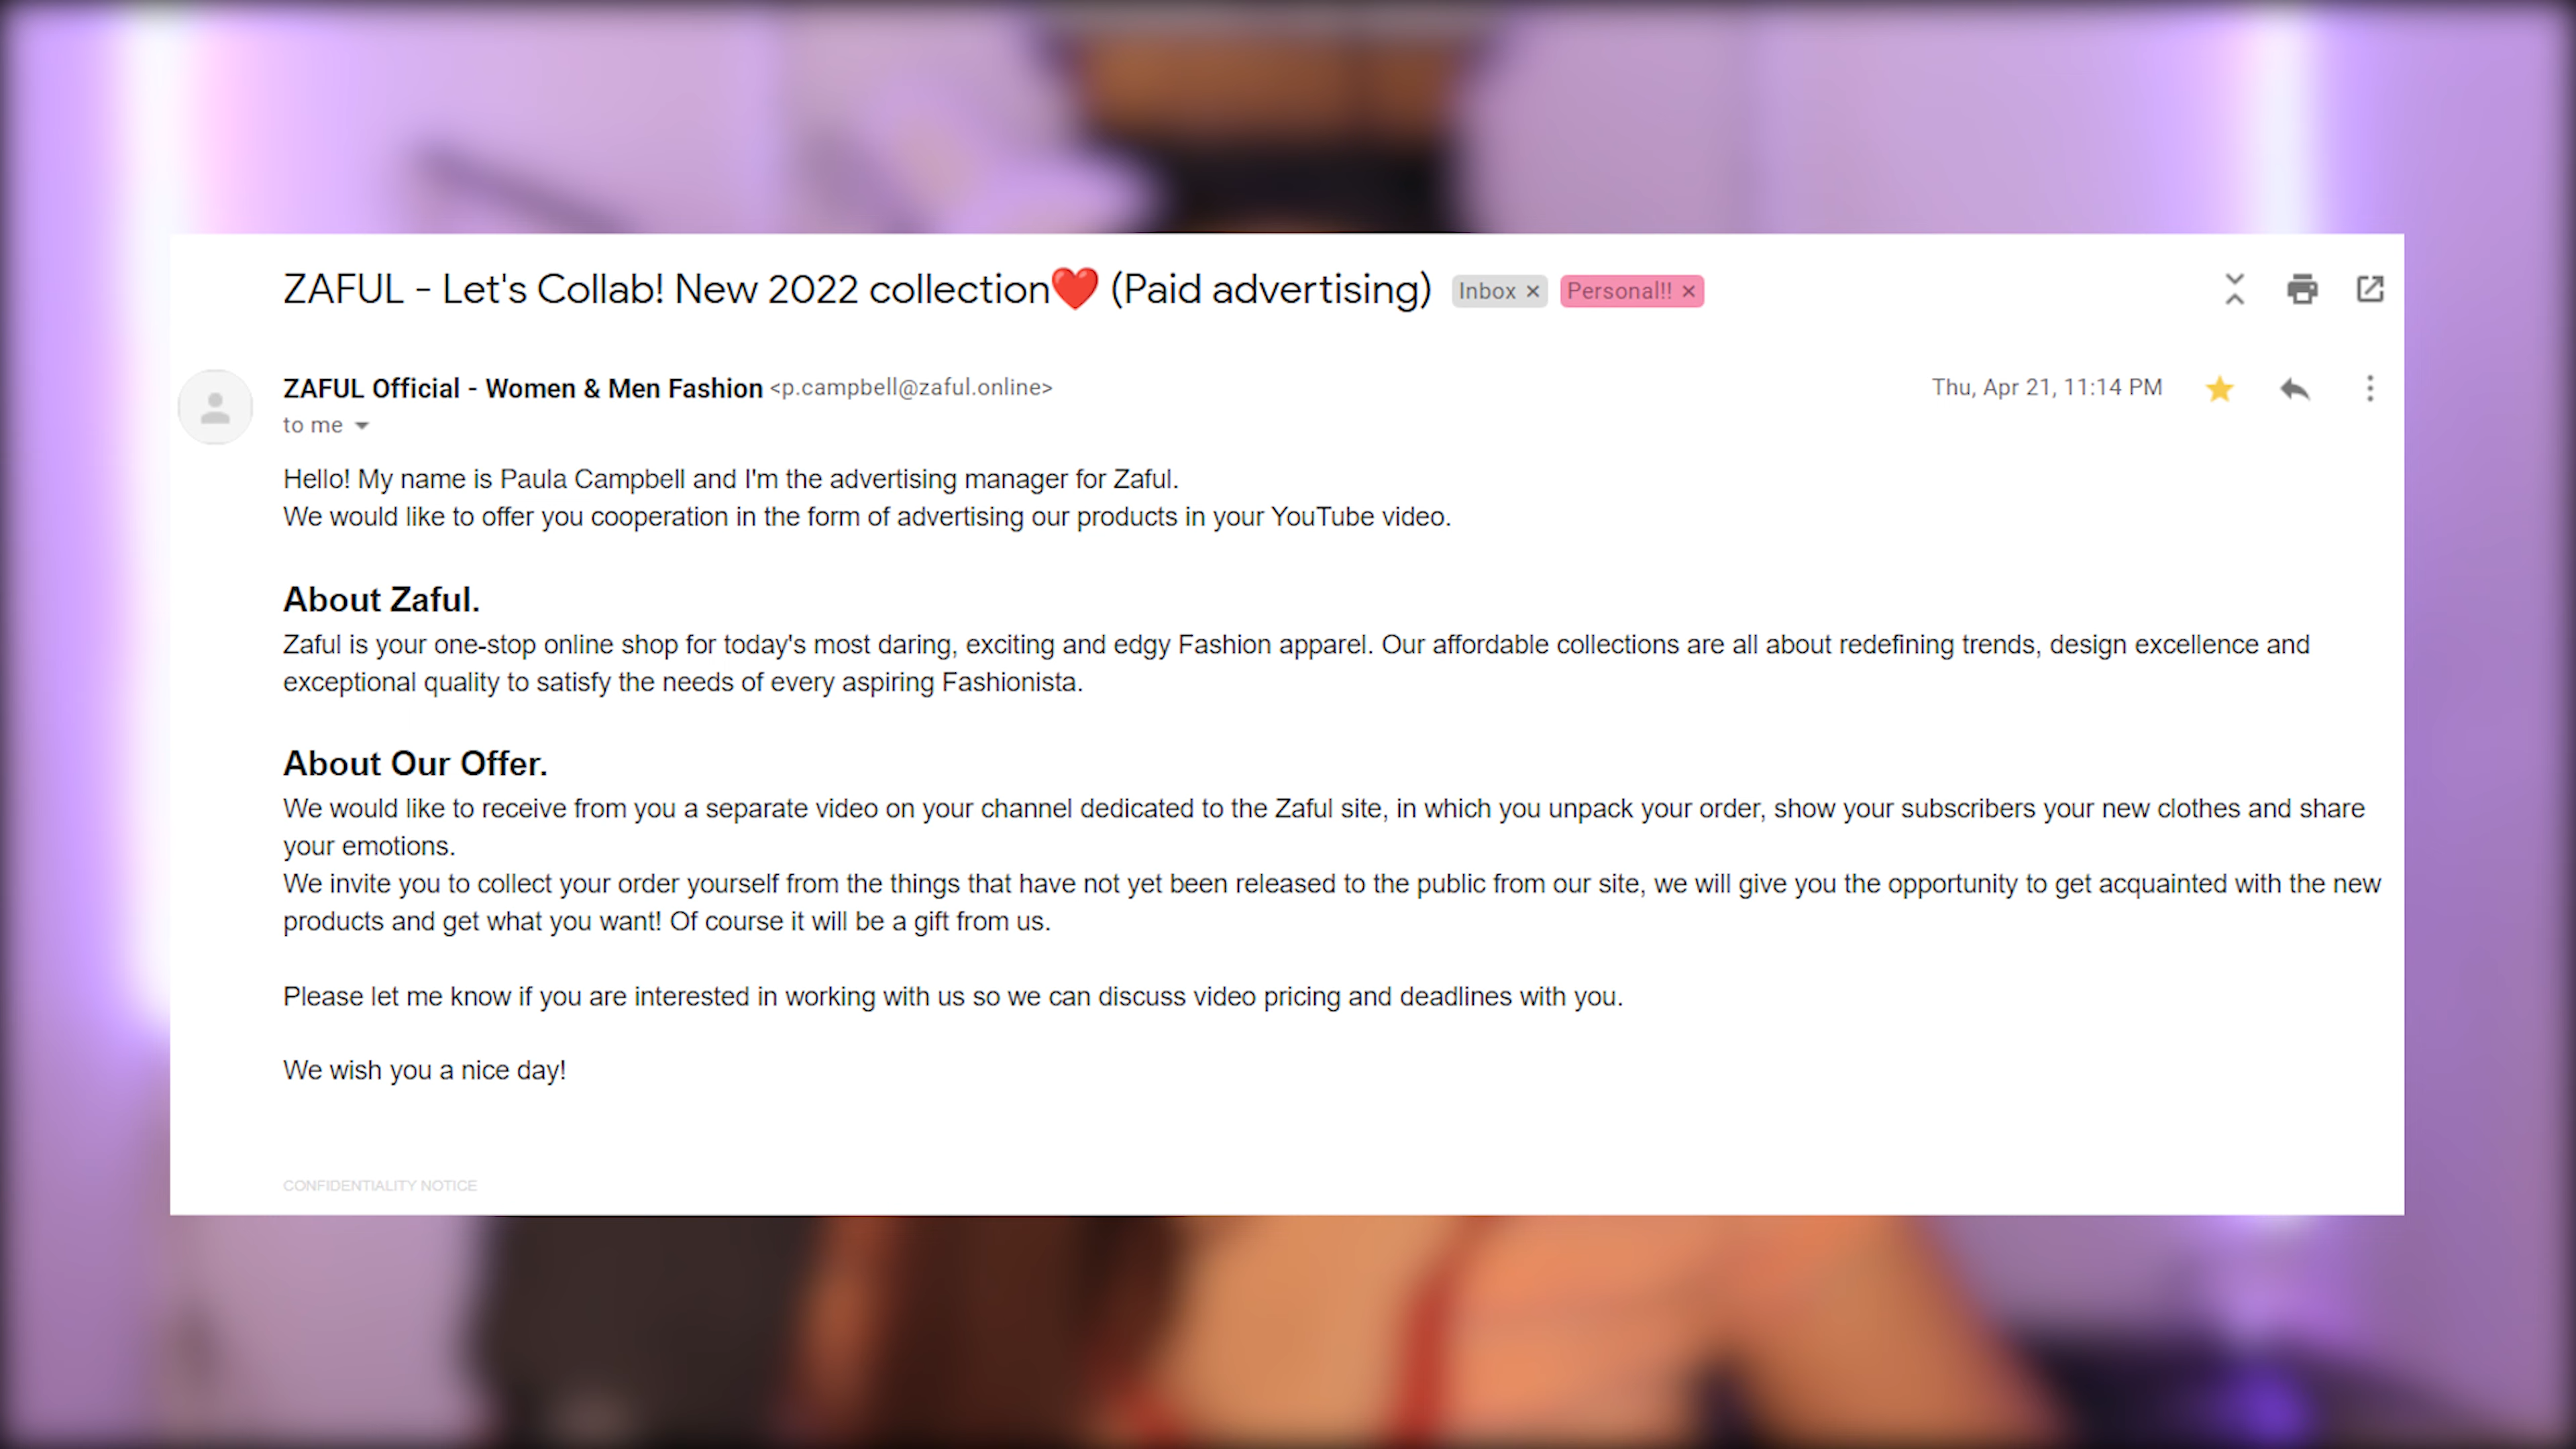 ZAFUL - Let's Collab! New 2022 collection❤️ (Paid advertising) Inbox × Personal!! ×
ZAFUL Official - Women & Men Fashion <p.campbell@zaful.online> Thu, Apr 21, 11:14 PM
to me
Hello! My name is Paula Campbell and I'm the advertising manager for Zaful.
We would like to offer you cooperation in the form of advertising our products in your YouTube video.
About Zaful.
Zaful is your one-stop online shop for today's most daring, exciting and edgy Fashion apparel. Our affordable collections are all about redefining trends, design excellence and
exceptional quality to satisfy the needs of every aspiring Fashionista.
About Our Offer.
We would like to receive from you a separate video on your channel dedicated to the Zaful site, in which you unpack your order, show your subscribers your new clothes and share
your emotions.
We invite you to collect your order yourself from the things that have not yet been released to the public from our site, we will give you the opportunity to get acquainted with the new
products and get what you want! Of course it will be a gift from us.
Please let me know if you are interested in working with us so we can discuss video pricing and deadlines with you.
We wish you a nice day!
CONFIDENTIALITY NOTICE